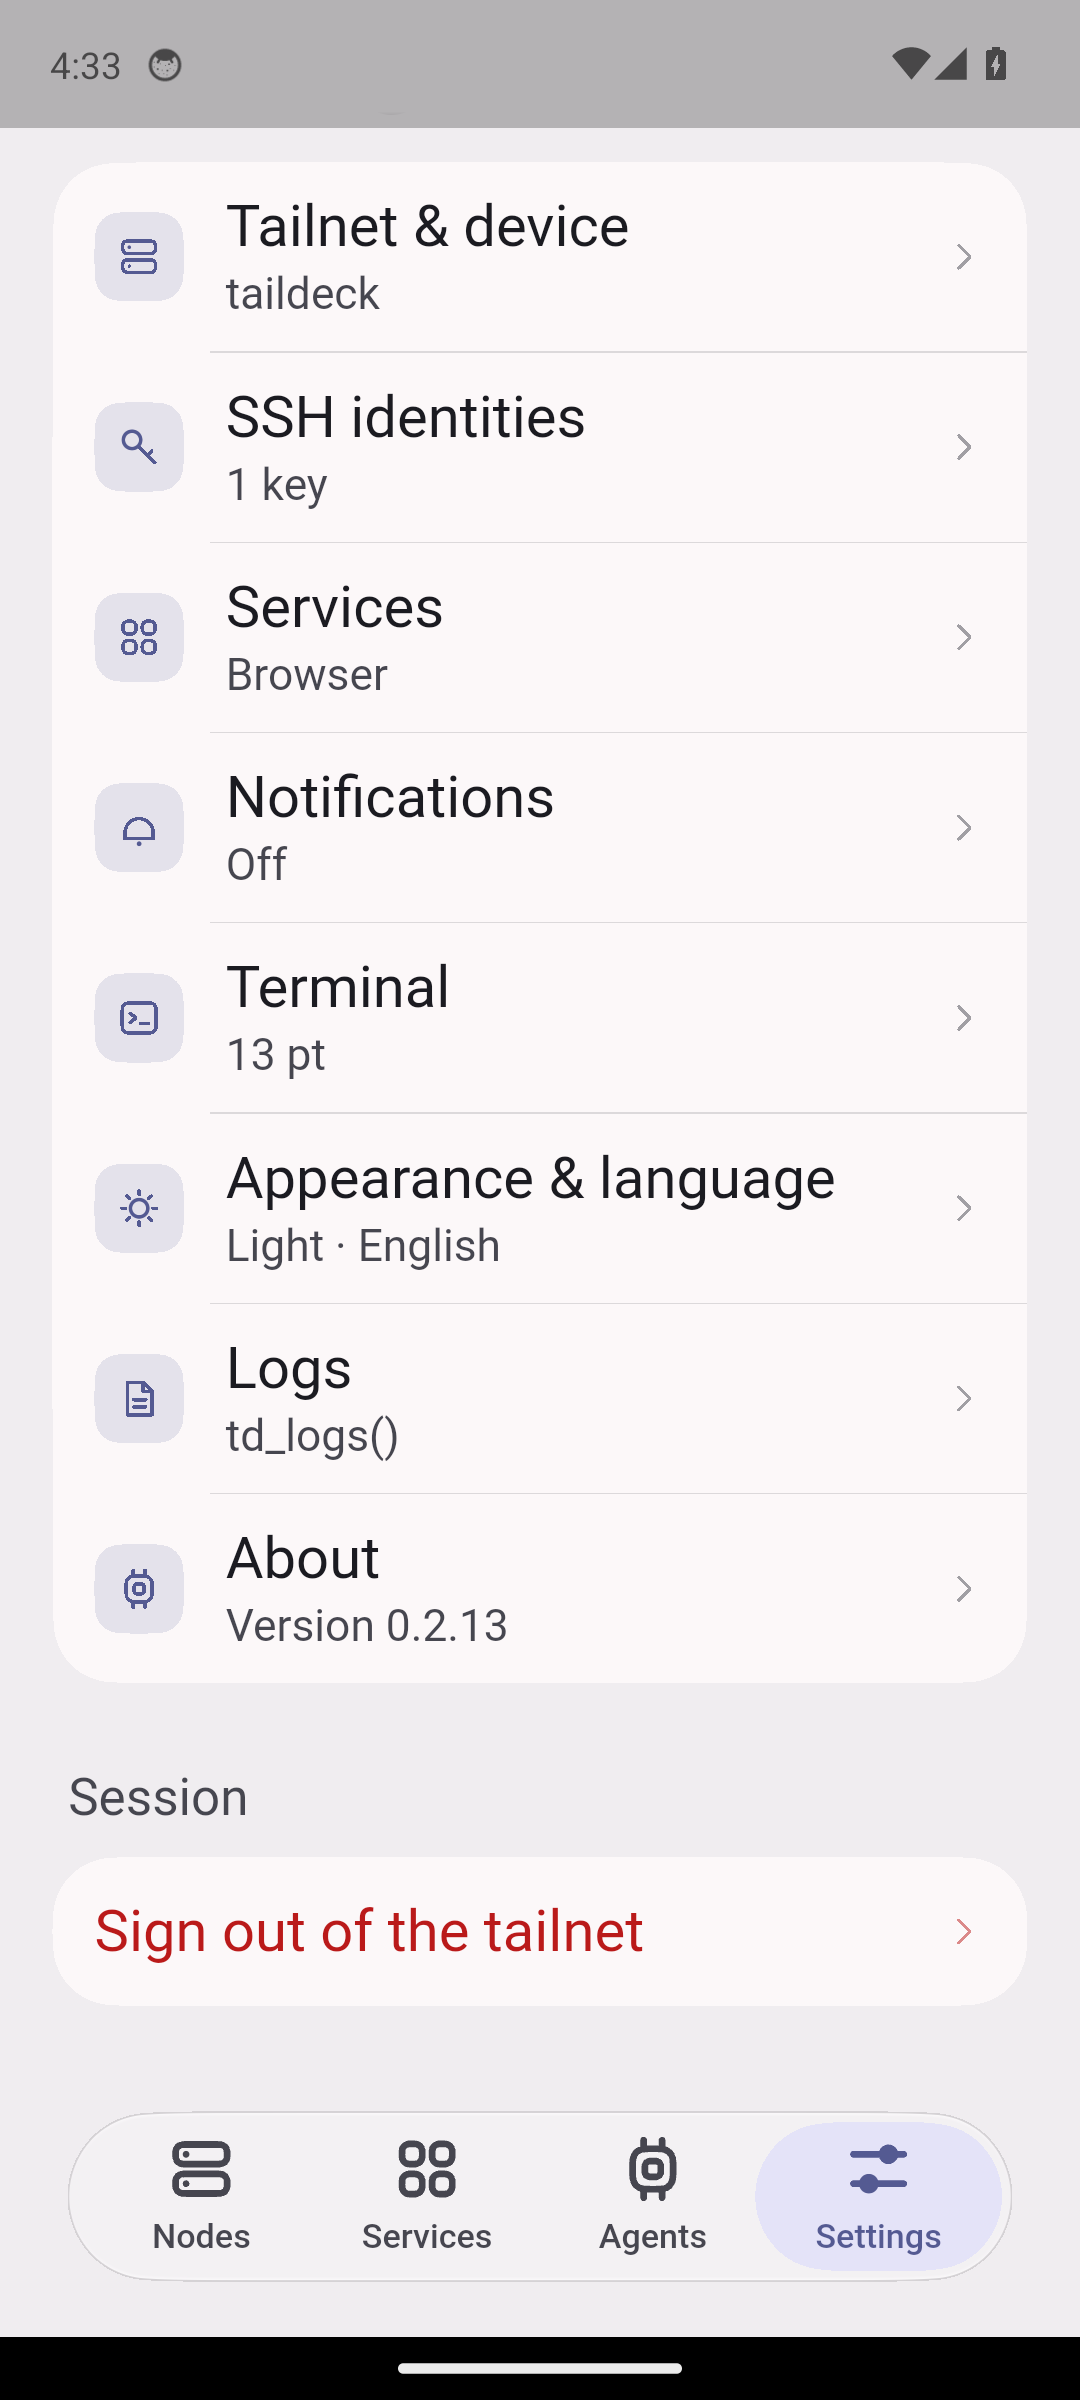 4:33
Tailnet & device
taildeck
SSH identities
1 key
Services
Browser
Notifications
Off
Terminal
13 pt
Appearance & language
Light · English
Logs
td_logs()
About
Version 0.2.13
Session
Sign out of the tailnet
Nodes
Services
Agents
Settings